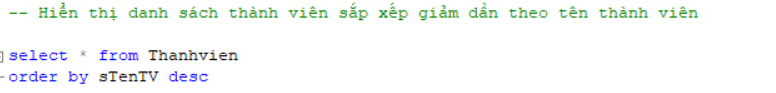 -- Hiển thị danh sách thành viên sắp xếp giảm dần theo tên thành viên
select * from Thanhvien
order by sTenTV desc